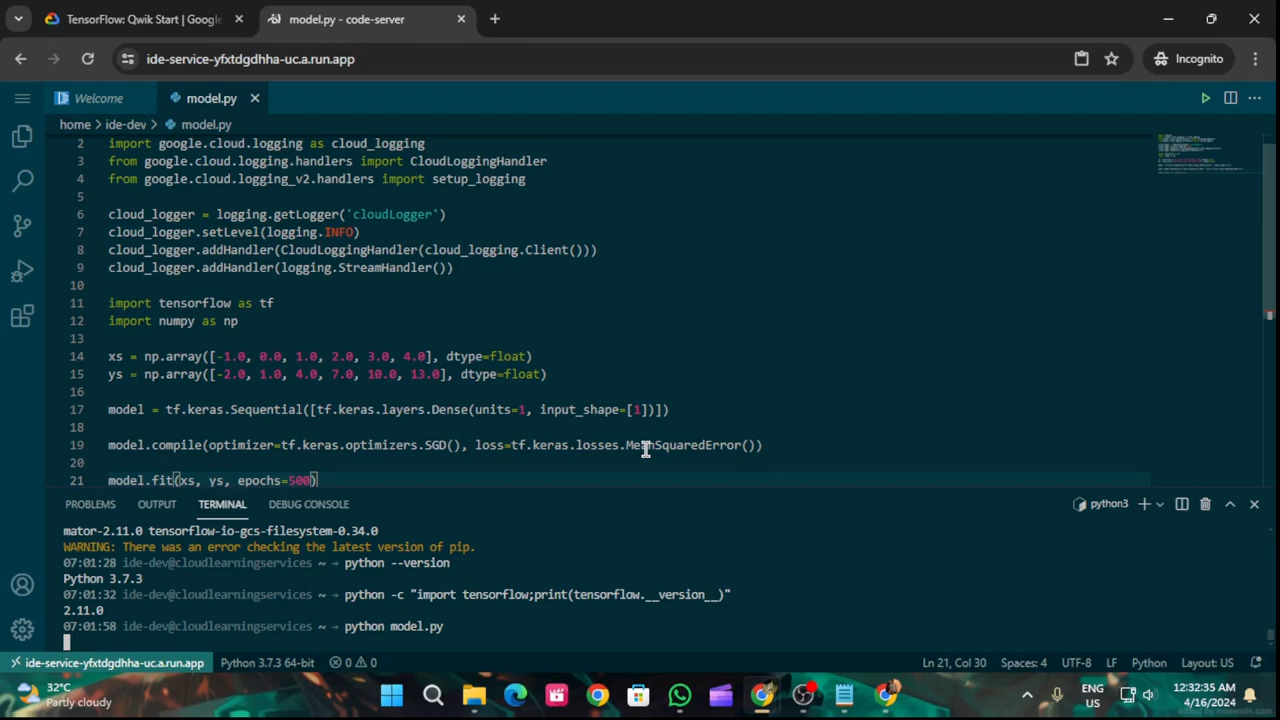 TensorFlow: Qwik Start | Google
model.py - code-server
ide-service-yfxtdgdhha-uc.a.run.app
Incognito
Welcome
model.py
home > ide-dev > model.py
2 import google.cloud.logging as cloud_logging
3 from google.cloud.logging.handlers import CloudLoggingHandler
4 from google.cloud.logging_v2.handlers import setup_logging
5
6 cloud_logger = logging.getLogger('cloudLogger')
7 cloud_logger.setLevel(logging.INFO)
8 cloud_logger.addHandler(CloudLoggingHandler(cloud_logging.Client()))
9 cloud_logger.addHandler(logging.StreamHandler())
10
11 import tensorflow as tf
12 import numpy as np
13
14 xs = np.array([-1.0, 0.0, 1.0, 2.0, 3.0, 4.0], dtype=float)
15 ys = np.array([-2.0, 1.0, 4.0, 7.0, 10.0, 13.0], dtype=float)
16
17 model = tf.keras.Sequential([tf.keras.layers.Dense(units=1, input_shape=[1])])
18
19 model.compile(optimizer=tf.keras.optimizers.SGD(), loss=tf.keras.losses.MeanSquaredError())
20
21 model.fit(xs, ys, epochs=500)
PROBLEMS OUTPUT TERMINAL DEBUG CONSOLE
python3
mator-2.11.0 tensorflow-io-gcs-filesystem-0.34.0
WARNING: There was an error checking the latest version of pip.
07:01:28 ide-dev@cloudlearningservices ~ → python --version
Python 3.7.3
07:01:32 ide-dev@cloudlearningservices ~ → python -c "import tensorflow;print(tensorflow.__version__)"
2.11.0
07:01:58 ide-dev@cloudlearningservices ~ → python model.py
ide-service-yfxtdgdhha-uc.a.run.app Python 3.7.3 64-bit 0 0 Ln 21, Col 30 Spaces: 4 UTF-8 LF Python Layout: US
32°C
Partly cloudy
ENG
US
12:32:35 AM
4/16/2024